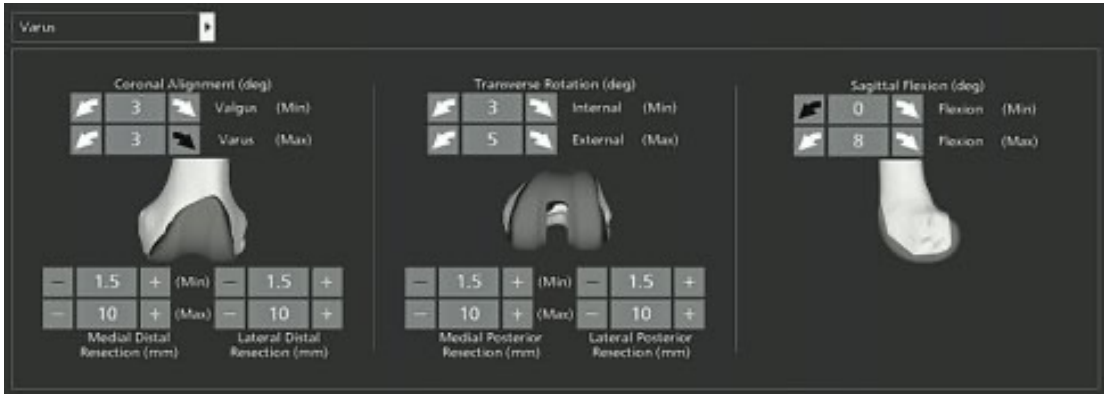 Varus
Coronal Alignment (deg)
3 Valgus (Min)
3 Varus (Max)
- 1.5 + (Min) - 1.5 +
- 10 + (Max) - 10 +
Medial Distal Resection (mm)
Lateral Distal Resection (mm)
Transverse Rotation (deg)
3 Internal (Min)
5 External (Max)
- 1.5 + (Min) - 1.5 +
- 10 + (Max) - 10 +
Medial Posterior Resection (mm)
Lateral Posterior Resection (mm)
Sagittal Flexion (deg)
0 Flexion (Min)
8 Flexion (Max)